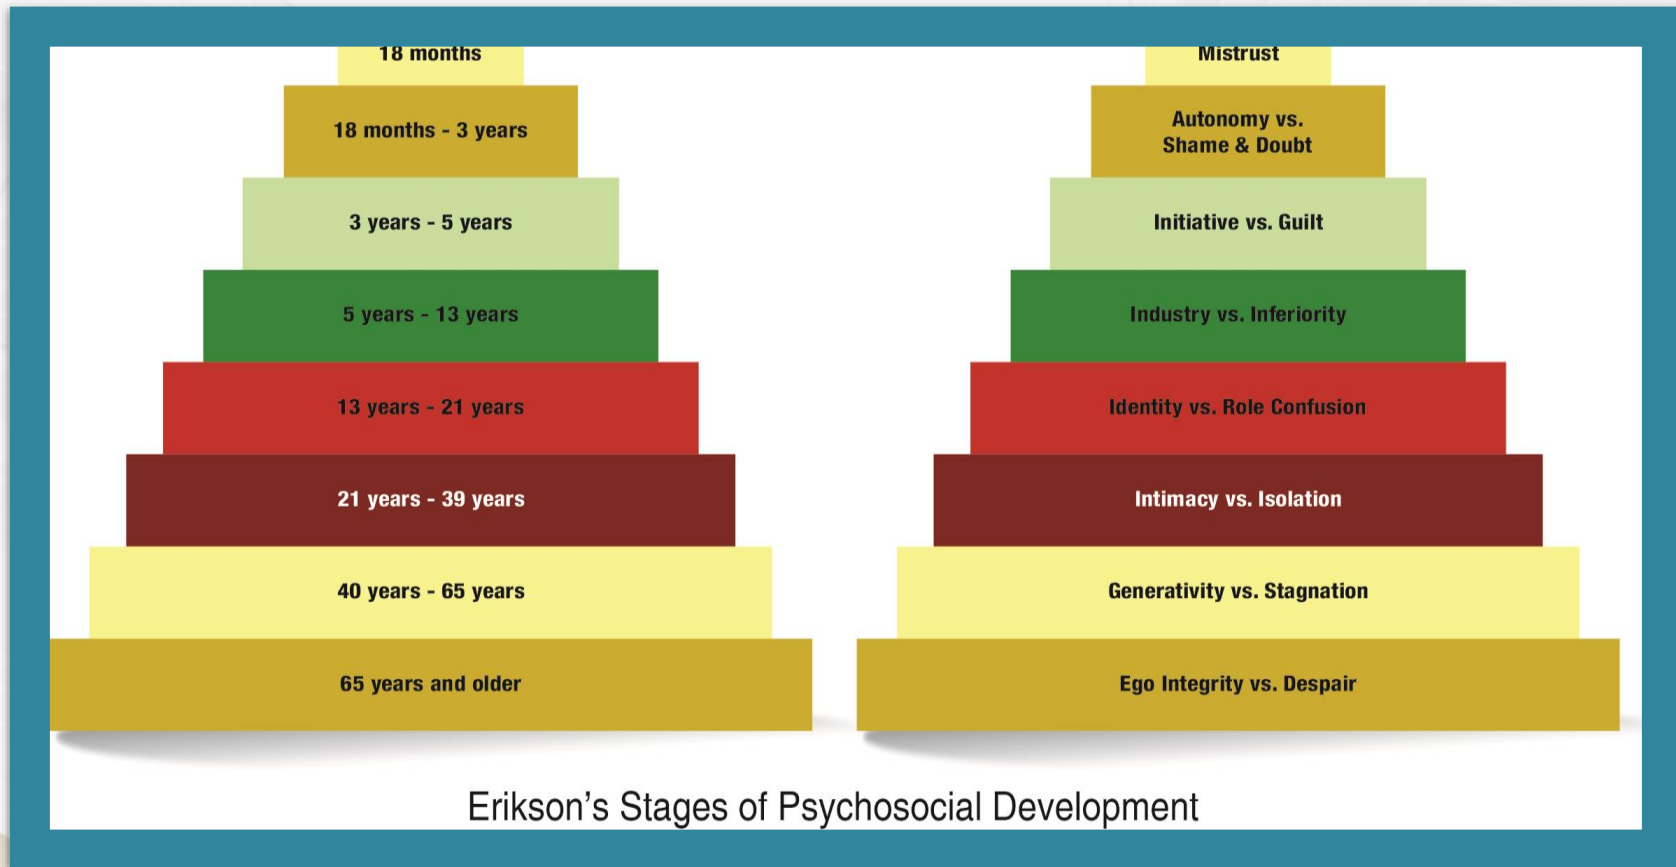 18 months
18 months - 3 years
3 years - 5 years
5 years - 13 years
13 years - 21 years
21 years - 39 years
40 years - 65 years
65 years and older
Mistrust
Autonomy vs.
Shame & Doubt
Initiative vs. Guilt
Industry vs. Inferiority
Identity vs. Role Confusion
Intimacy vs. Isolation
Generativity vs. Stagnation
Ego Integrity vs. Despair
Erikson's Stages of Psychosocial Development